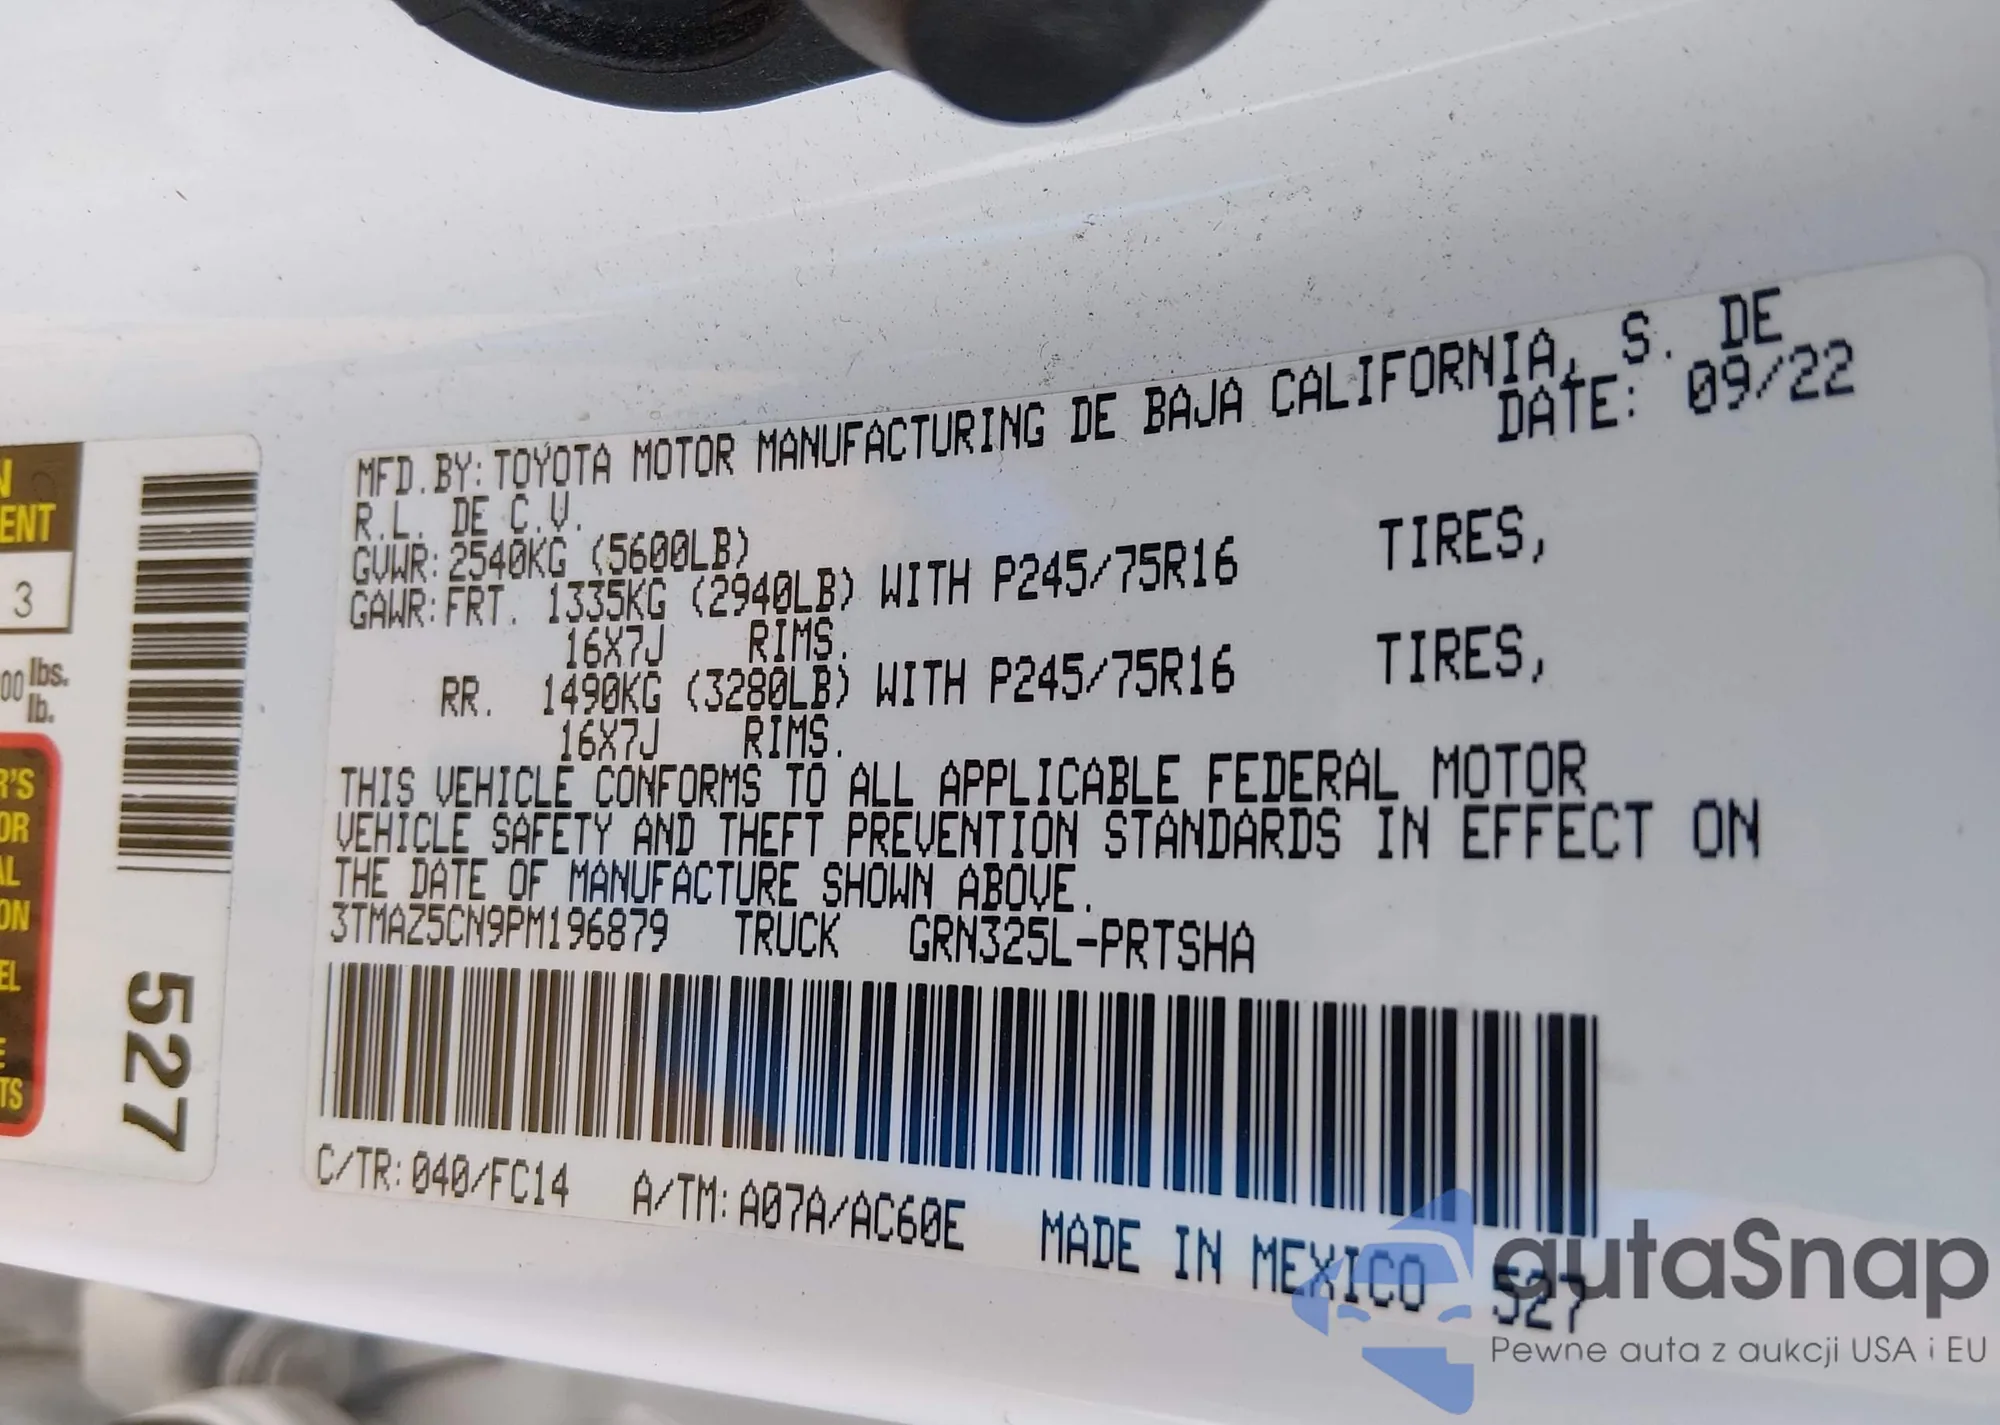 MFD.BY: TOYOTA MOTOR MANUFACTURING DE BAJA CALIFORNIA, S. DE
R.L. DE C.V. DATE: 09/22
GVWR: 2540KG (5600LB)
GAWR: FRT. 1335KG (2940LB) WITH P245/75R16 TIRES,
16X7J RIMS.
RR. 1490KG (3280LB) WITH P245/75R16 TIRES,
16X7J RIMS.
THIS VEHICLE CONFORMS TO ALL APPLICABLE FEDERAL MOTOR
VEHICLE SAFETY AND THEFT PREVENTION STANDARDS IN EFFECT ON
THE DATE OF MANUFACTURE SHOWN ABOVE.
3TMAZ5CN9PM196879 TRUCK GRN325L-PRTSHA
C/TR: 040/FC14 A/TM: A07A/AC60E MADE IN MEXICO 527
527
3
lbs.
lb.
autaSnap
Pewne auta z aukcji USA i EU